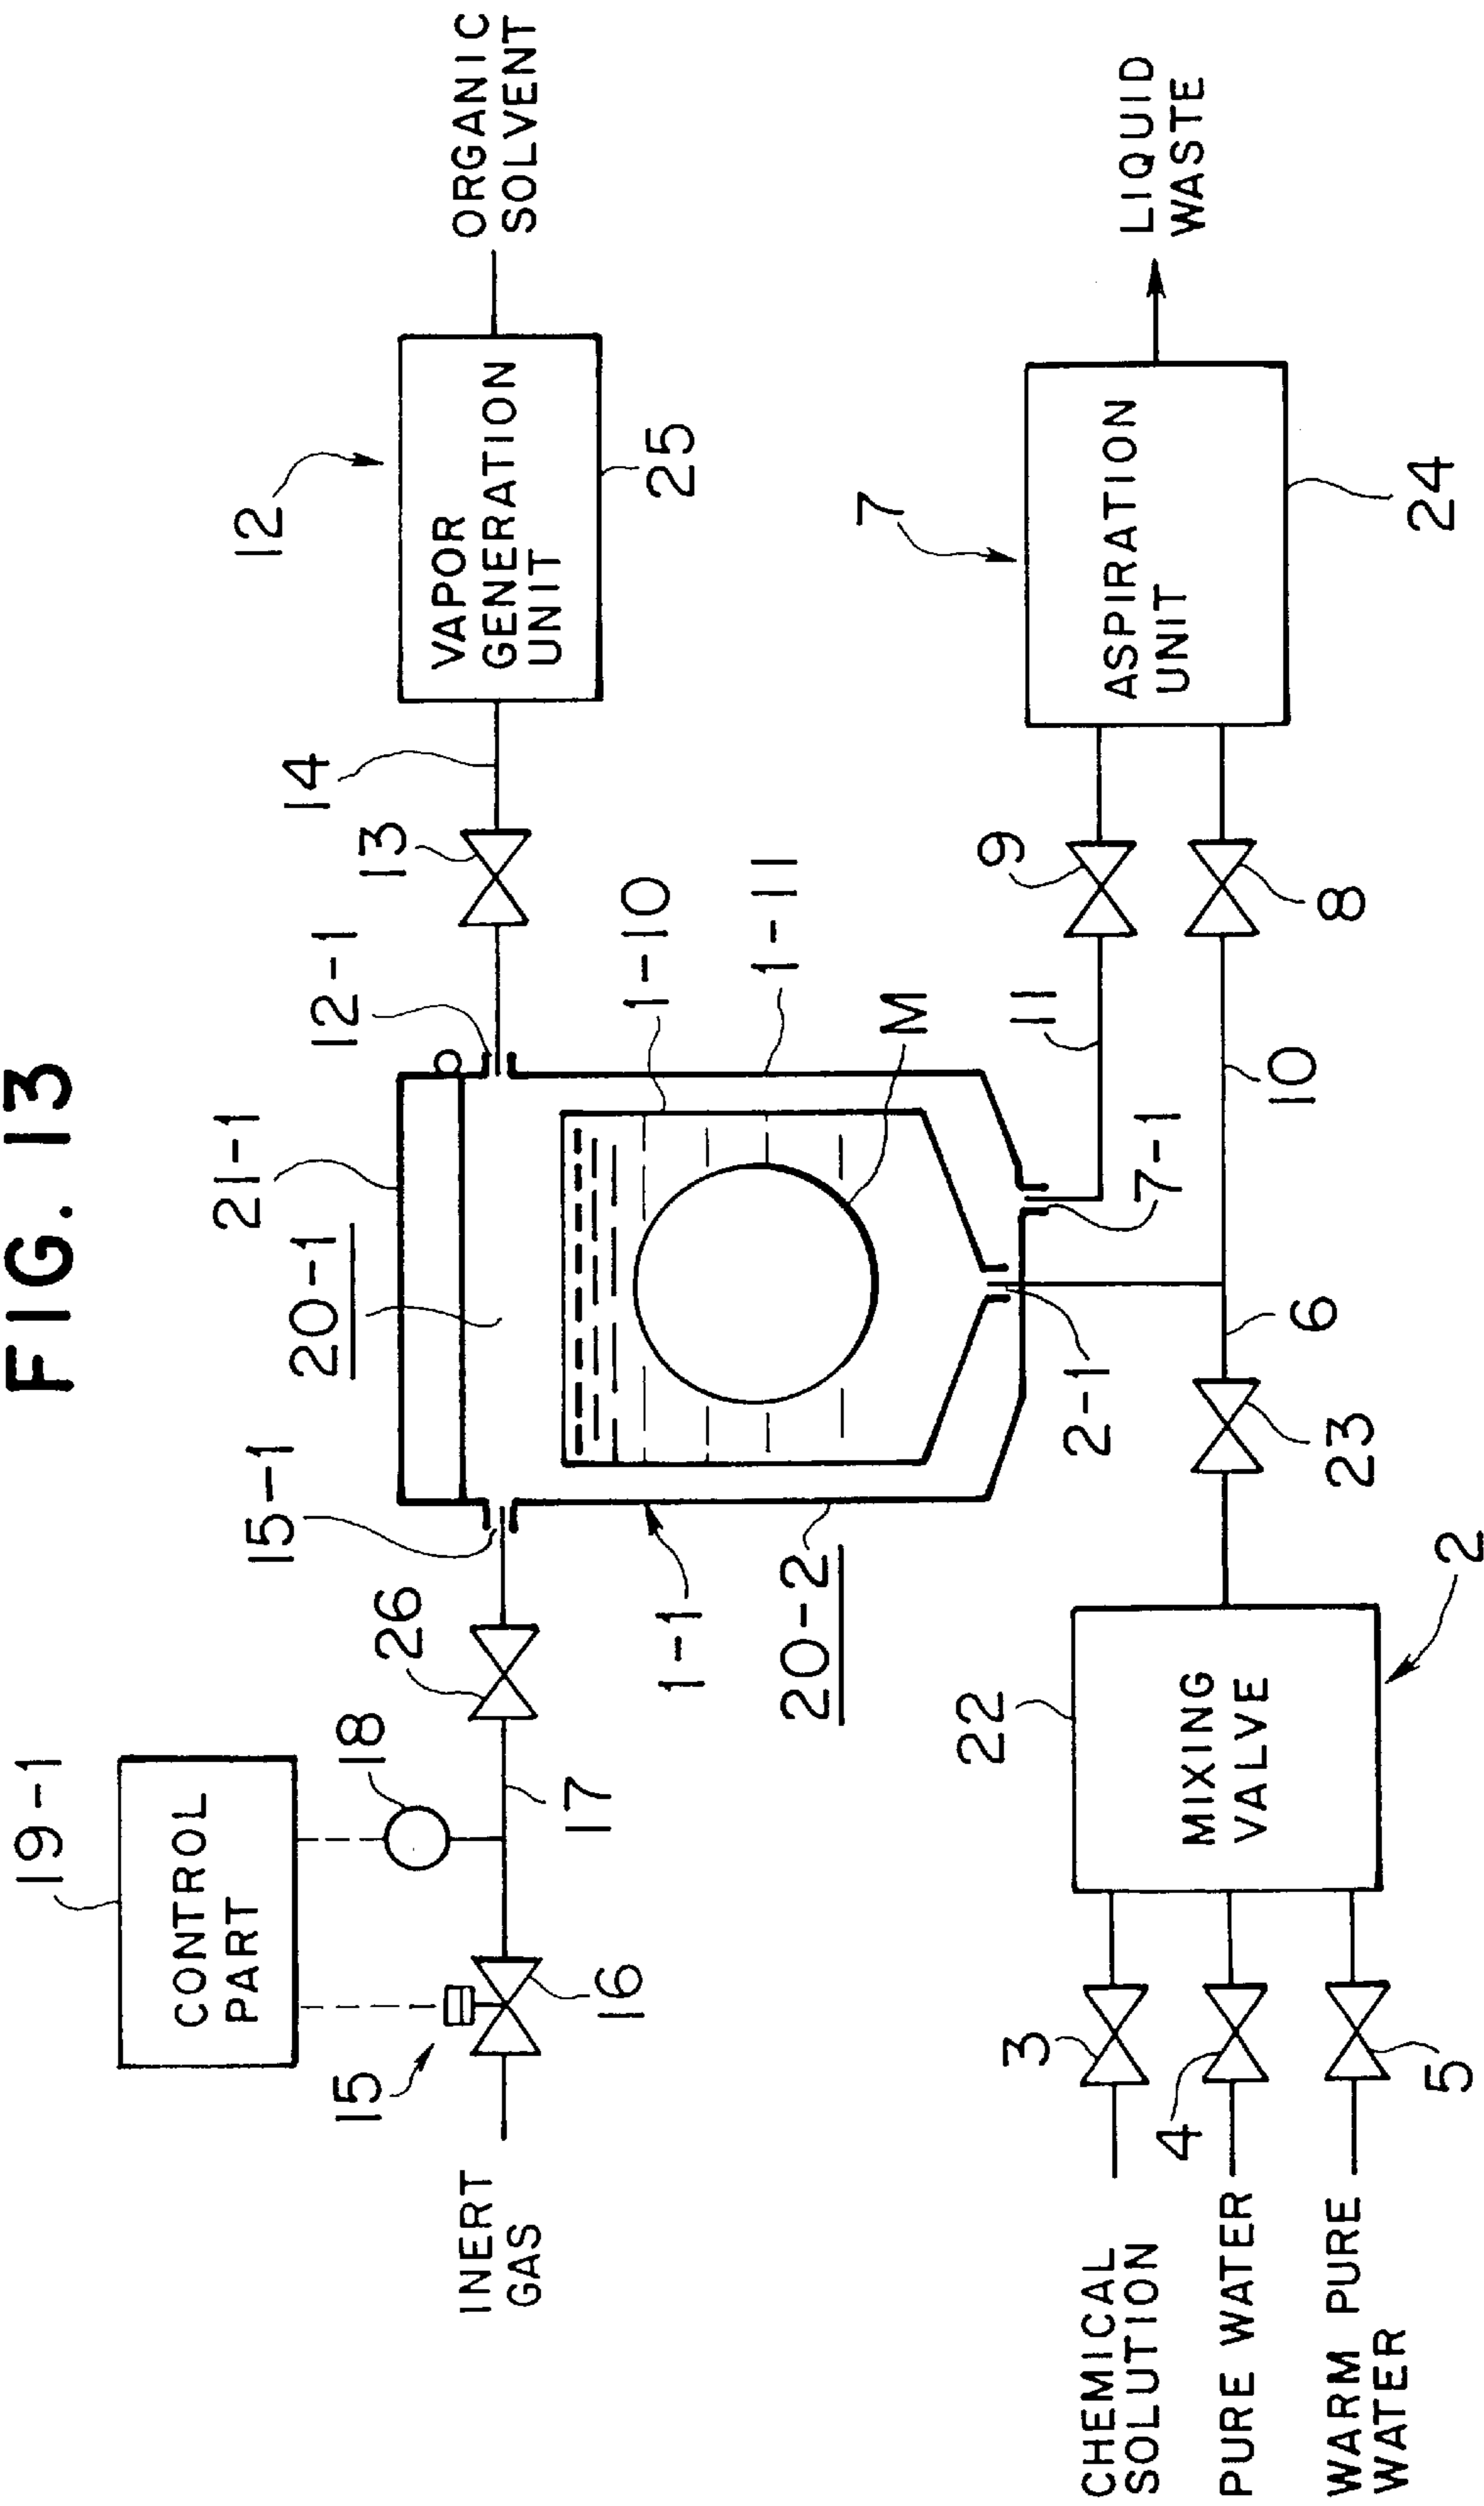 FIG. 13
19-1
CONTROL
PART
15
18
26
15-1
20-1
21-1
12-1
13
14
12
ORGANIC
SOLVENT
VAPOR
GENERATION
UNIT
25
INERT
GAS
16
17
1-1
20-2
1-10
1-11
M
7
LIQUID
WASTE
ASPIRATION
UNIT
24
9
8
11
10
7-1
2-1
6
23
22
2
MIXING
VALVE
3
4
5
CHEMICAL
SOLUTION
PURE WATER
WARM PURE
WATER